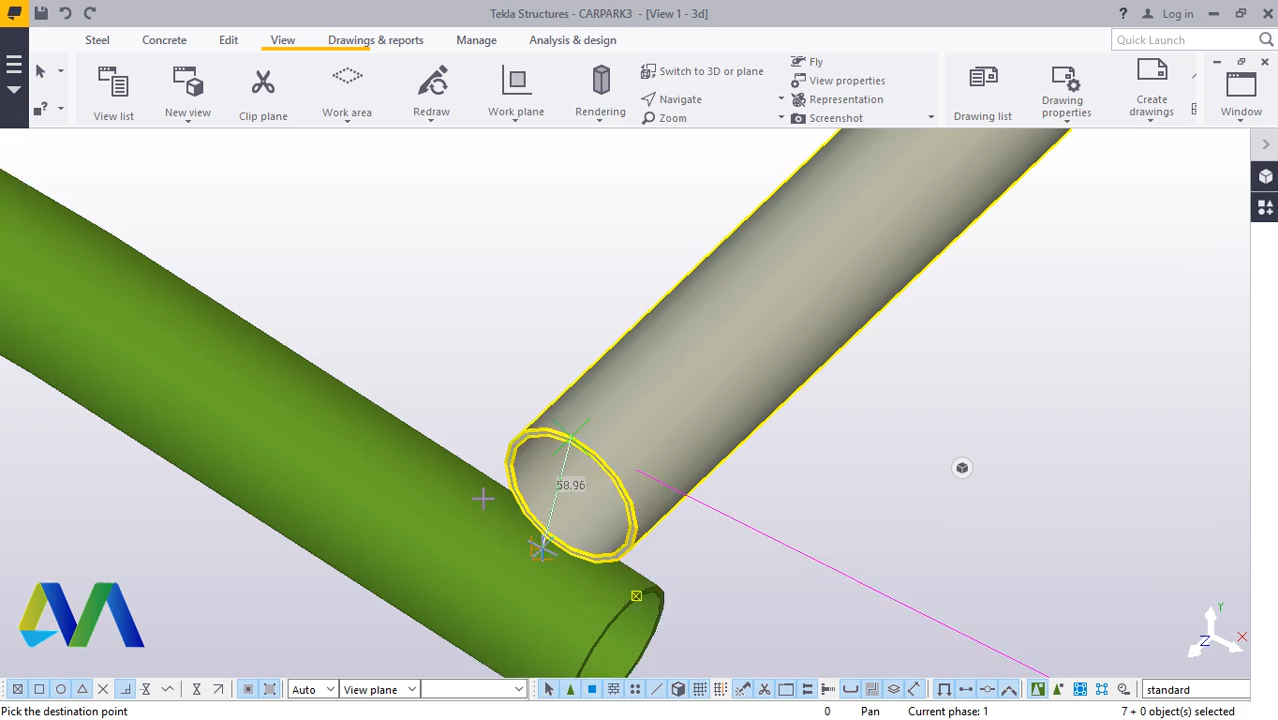 Tekla Structures - CARPARK3 - [View 1 - 3d]
? Log in
Steel Concrete Edit View Drawings & reports Manage Analysis & design
Quick Launch
View list
New view
Clip plane
Work area
Redraw
Work plane
Rendering
Switch to 3D or plane
Navigate
Zoom
Fly
View properties
Representation
Screenshot
Drawing list
Drawing properties
Create drawings
Window
58.96
Y
X
Z
Auto View plane
standard
Pick the destination point 0 Pan Current phase: 1 7 + 0 object(s) selected